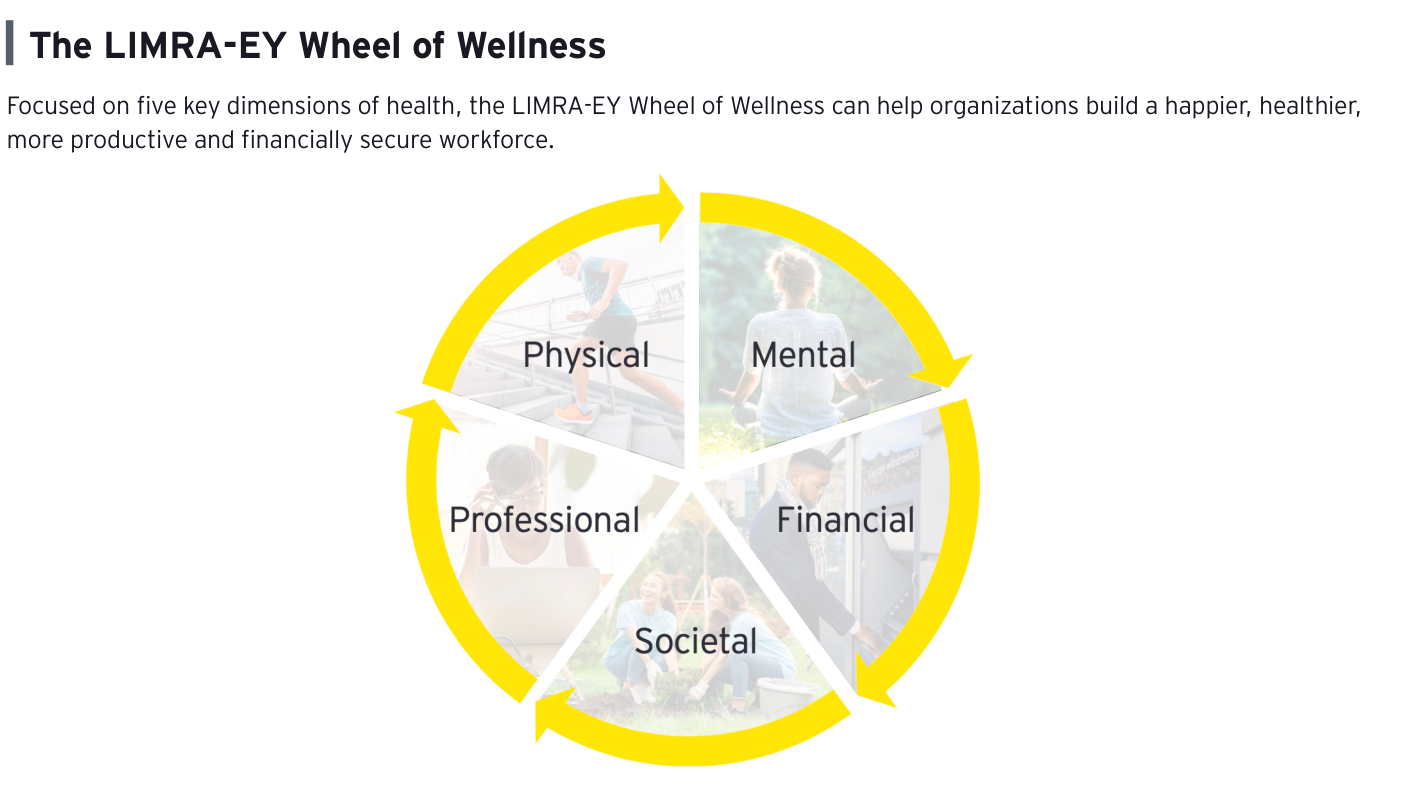 The LIMRA-EY Wheel of Wellness
Focused on five key dimensions of health, the LIMRA-EY Wheel of Wellness can help organizations build a happier, healthier,
more productive and financially secure workforce.
Physical
Mental
Professional
Financial
Societal